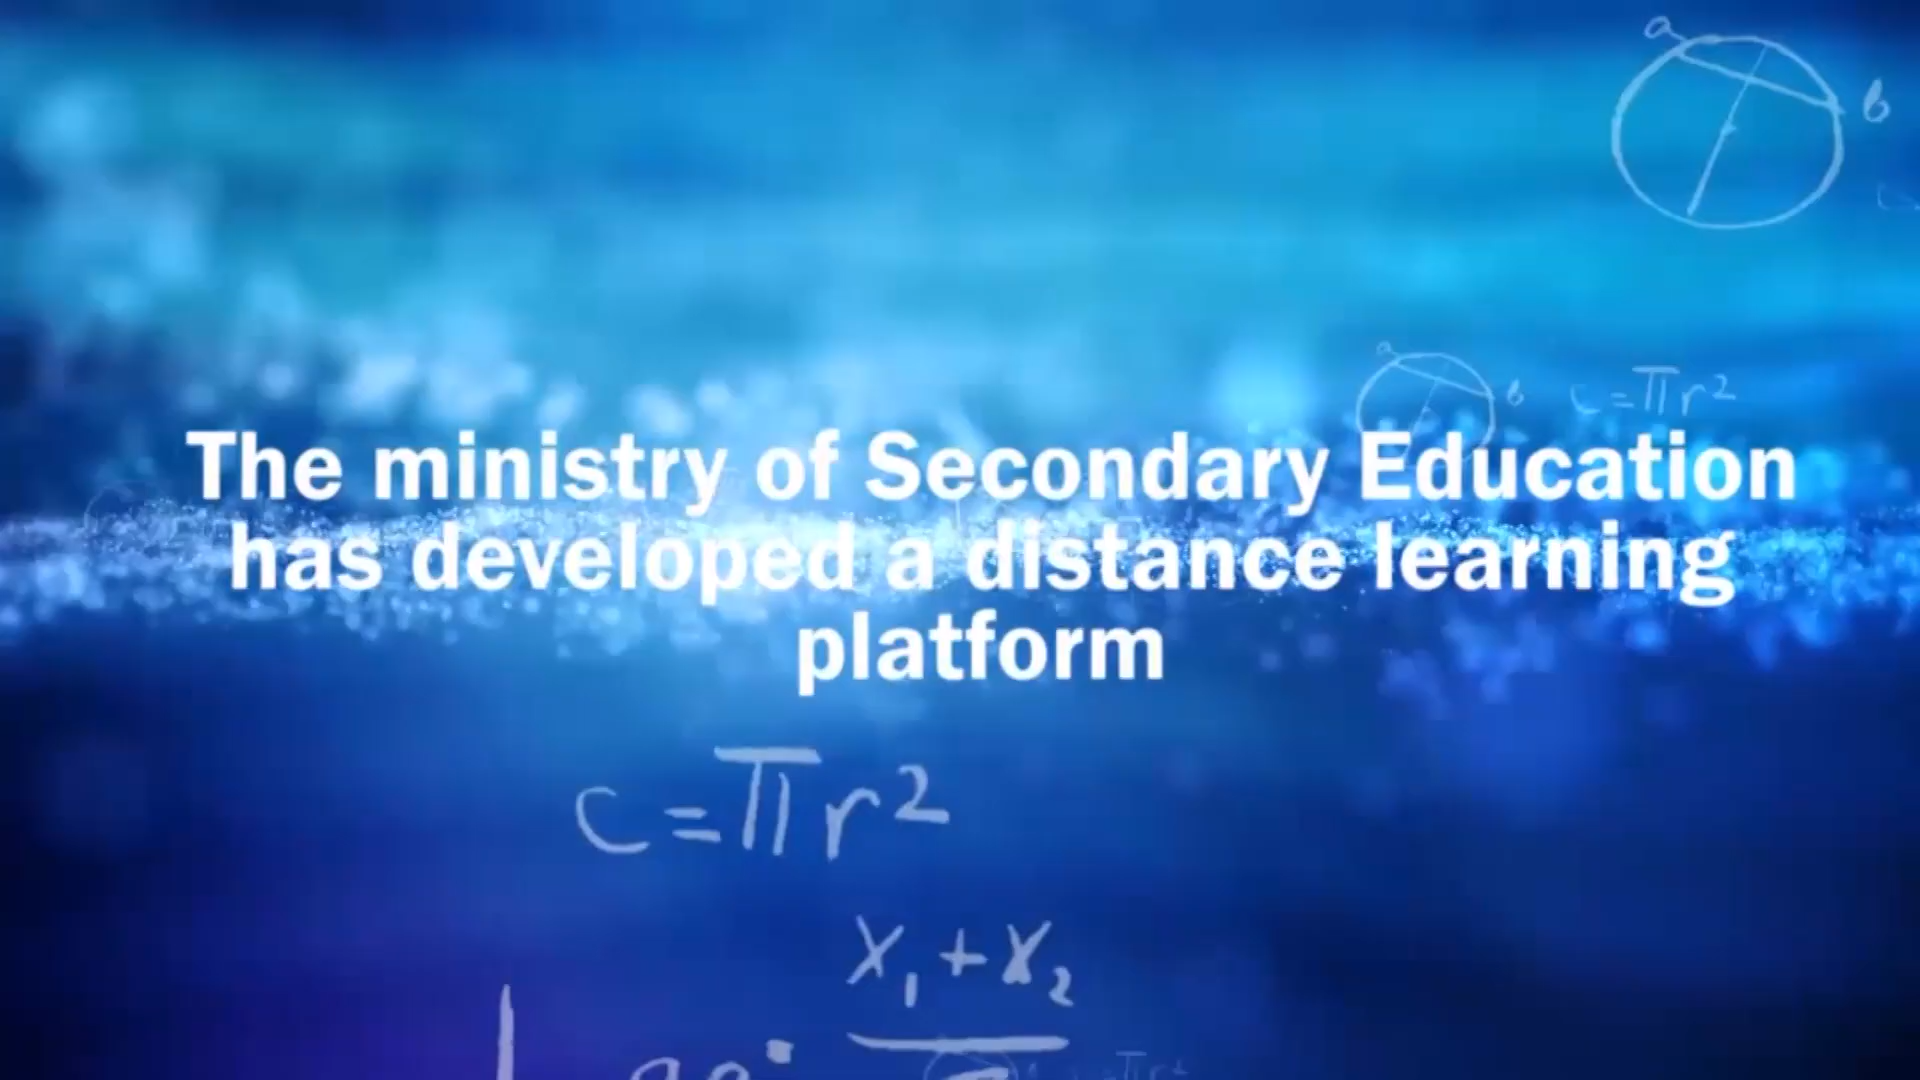 a
b
a
b c=πr²
The ministry of Secondary Education
has developed a distance learning
platform
c=πr²
x₁+x₂